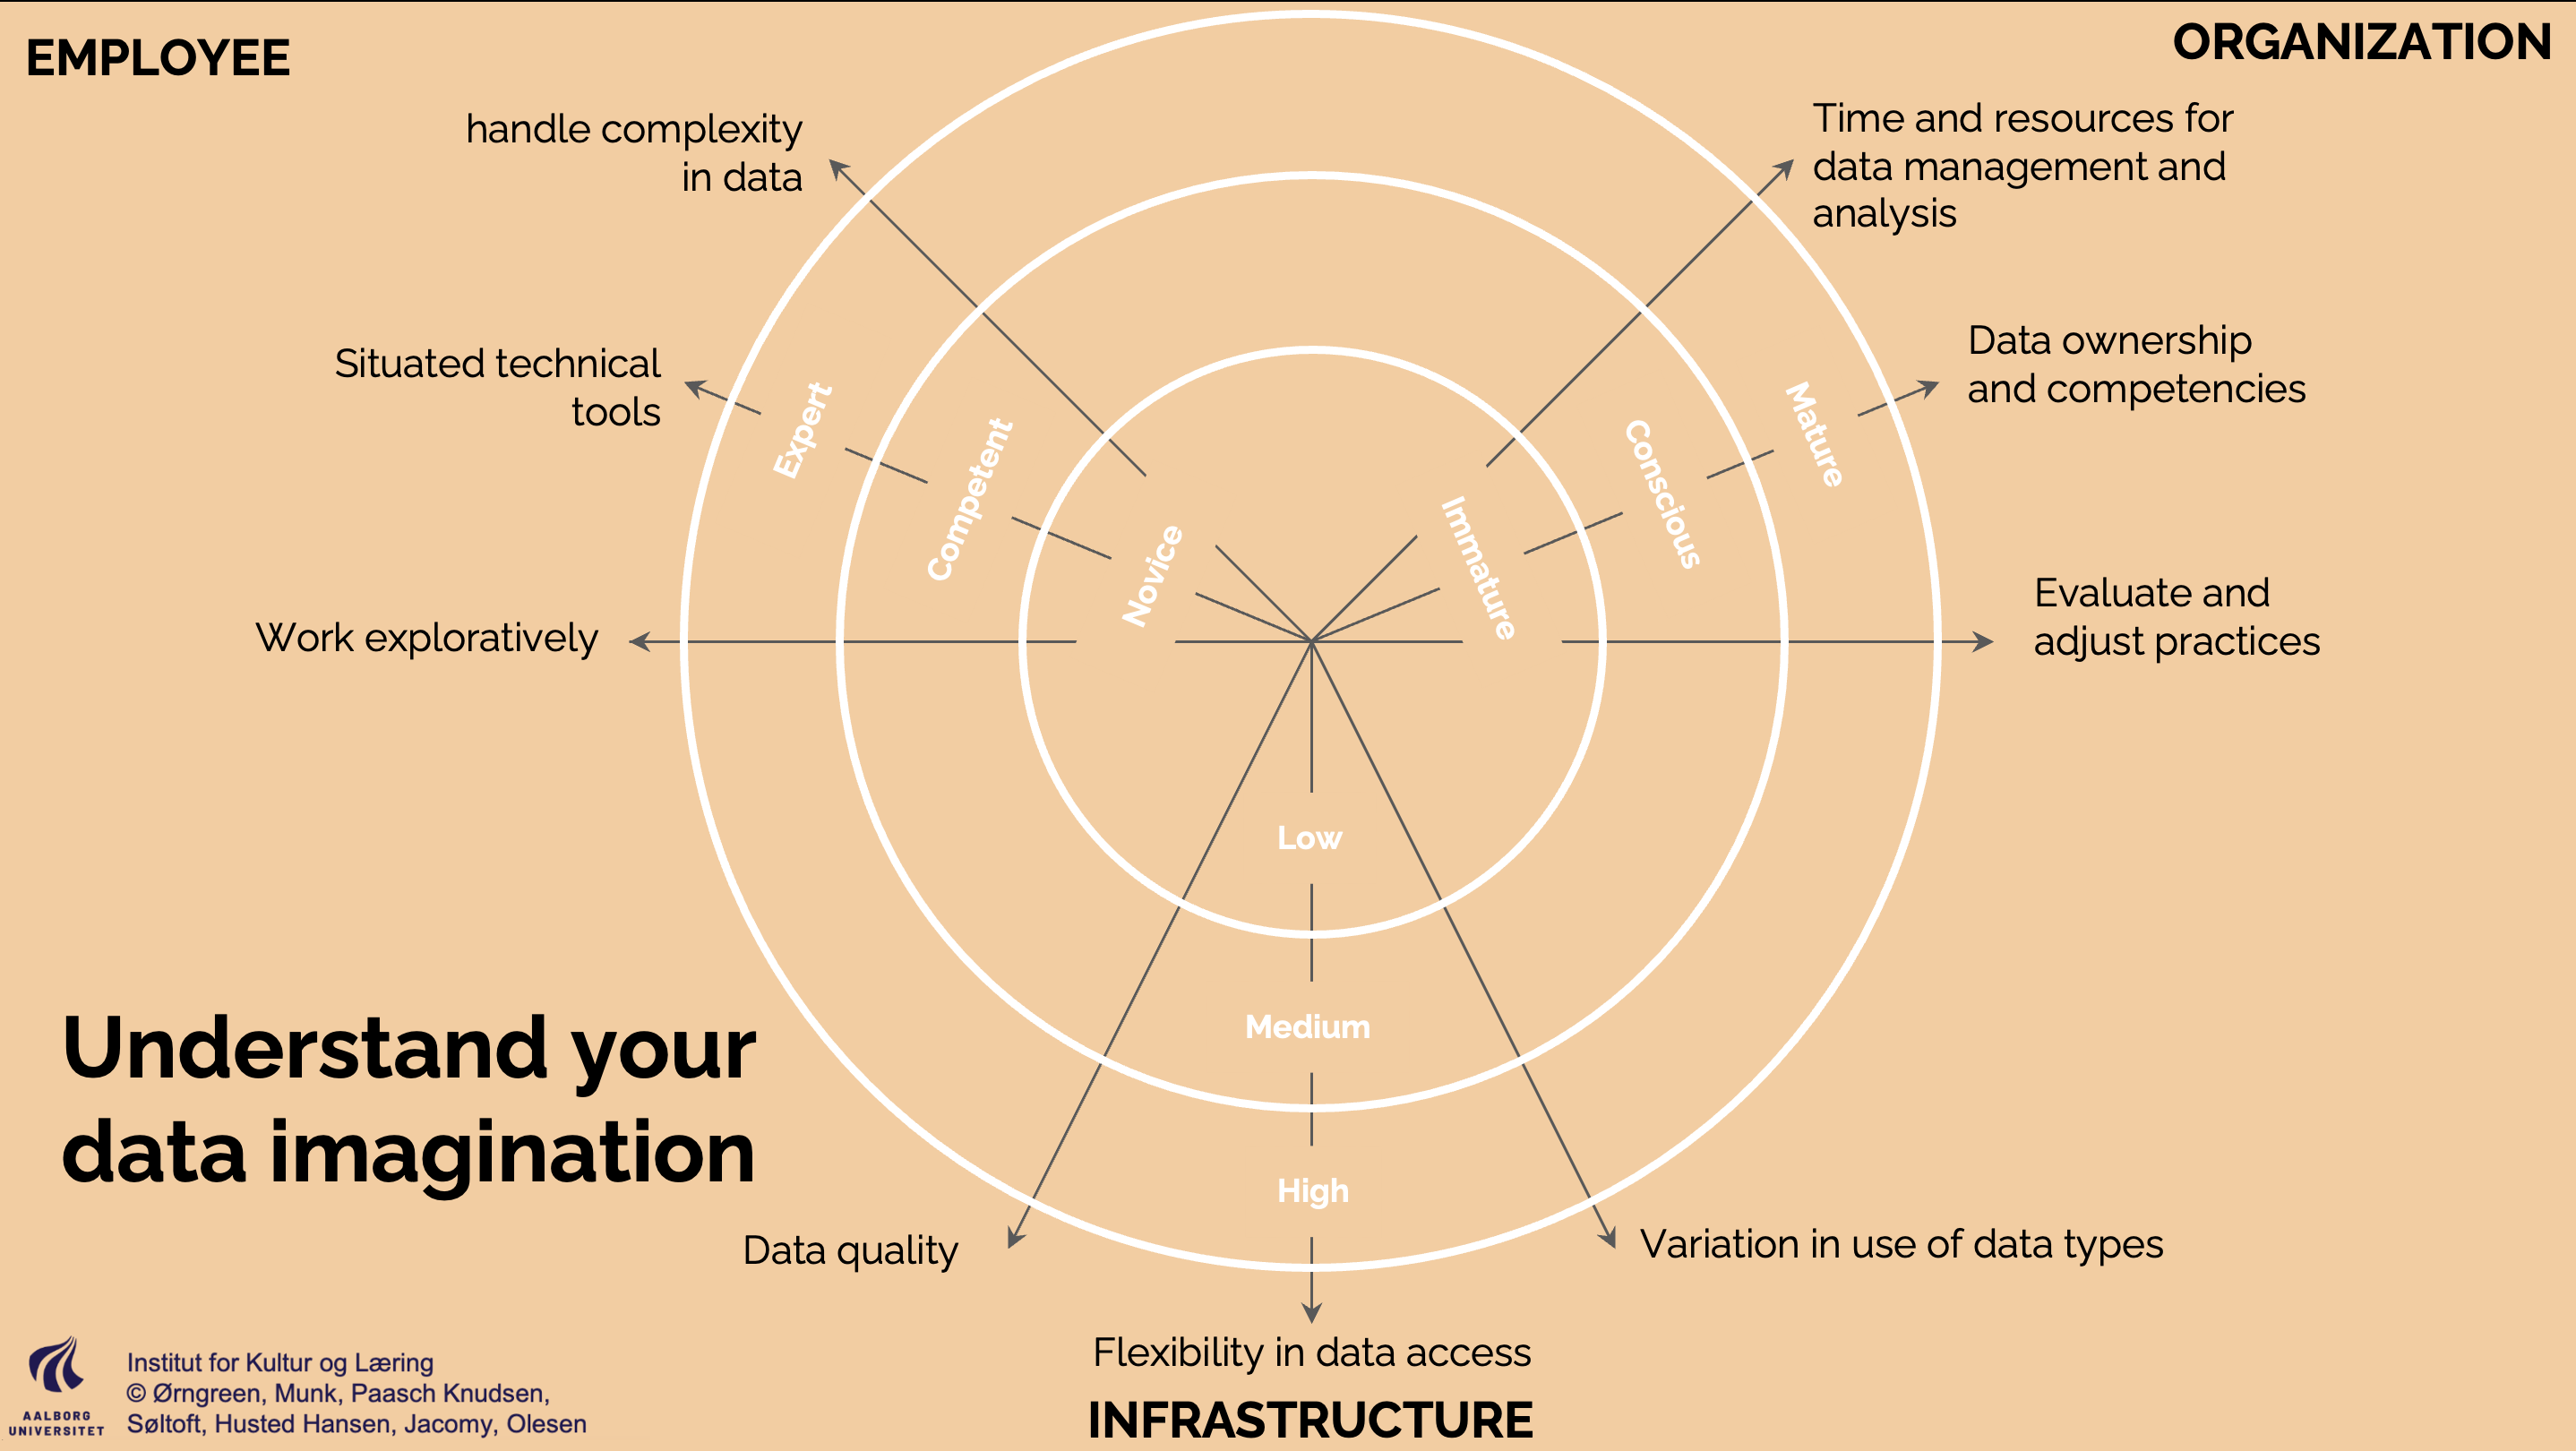 EMPLOYEE
ORGANIZATION
handle complexity
in data
Time and resources for
data management and
analysis
Situated technical
tools
Data ownership
and competencies
Expert
Competent
Novice
Immature
Conscious
Mature
Work exploratively
Evaluate and
adjust practices
Low
Medium
High
Understand your
data imagination
Data quality
Variation in use of data types
Flexibility in data access
INFRASTRUCTURE
AALBORG
UNIVERSITET
Institut for Kultur og Læring
© Ørngreen, Munk, Paasch Knudsen,
Søltoft, Husted Hansen, Jacomy, Olesen